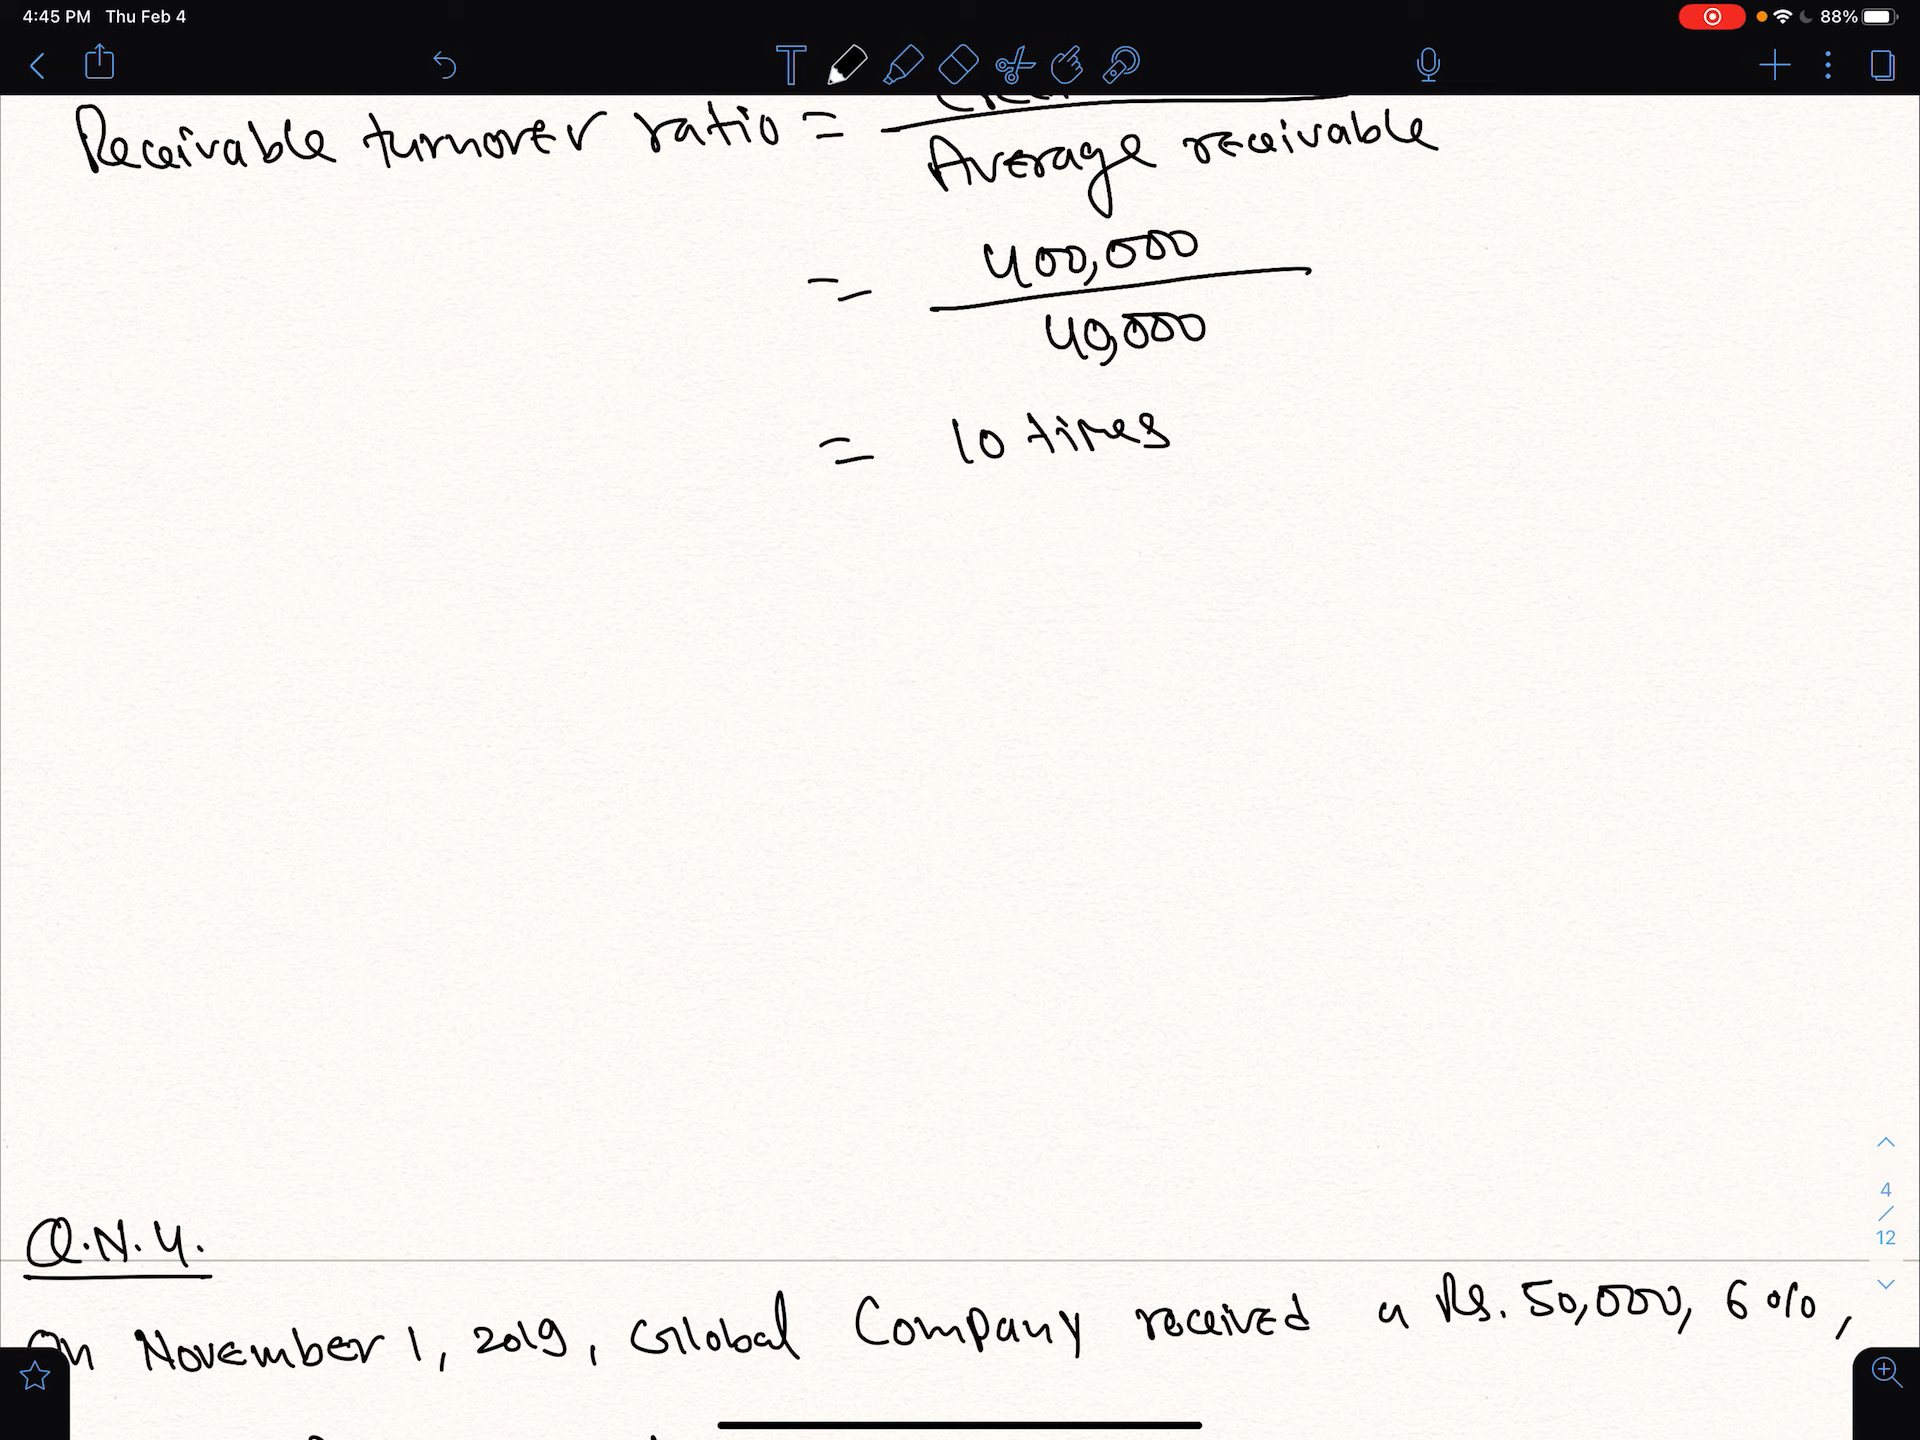 4:45 PM Thu Feb 4 88%
Receivable turnover ratio = Average receivable
= 400,000
40,000
= 10 times
4
/
12
Q.N.4.
On November 1, 2019, Global Company received a Rs. 50,000, 6%,